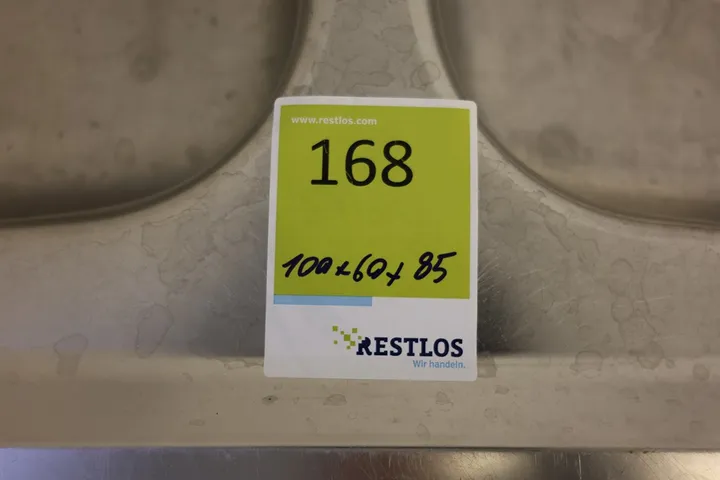 www.restlos.com
168
100x60x85
RESTLOS
Wir handeln.